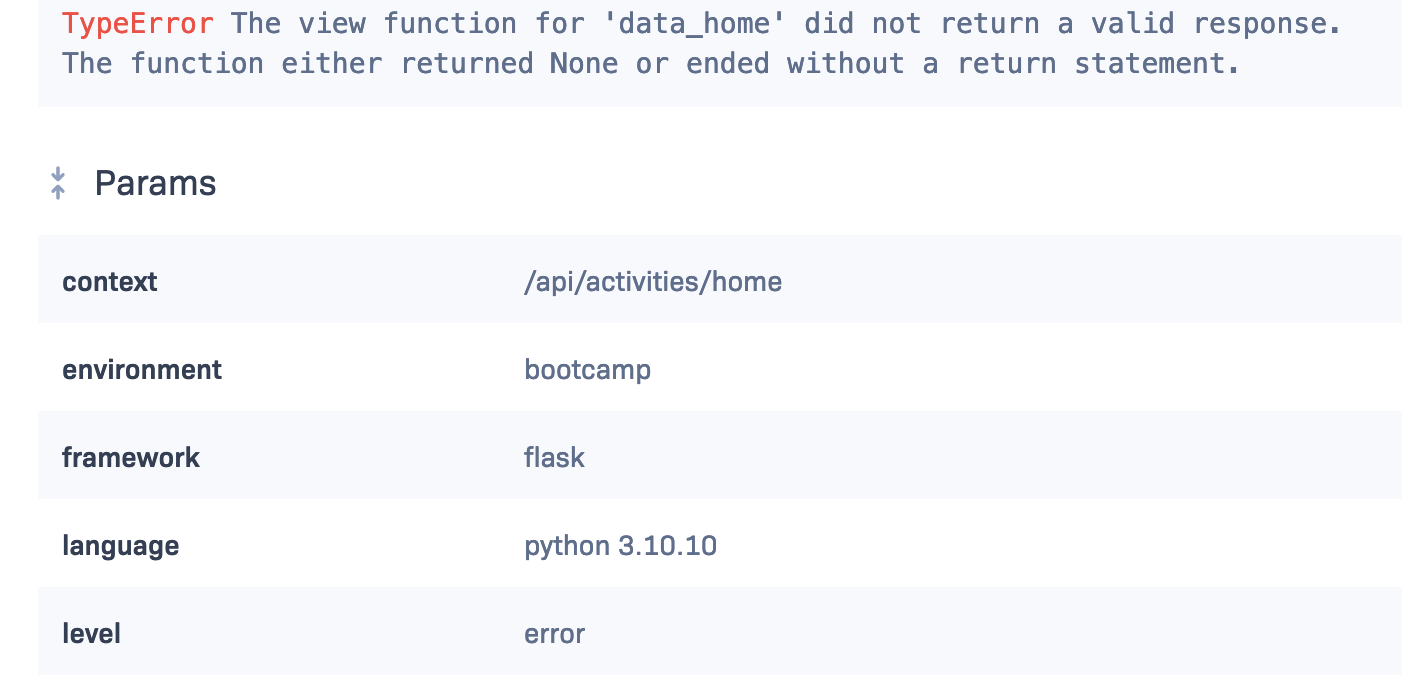 TypeError The view function for 'data_home' did not return a valid response.
The function either returned None or ended without a return statement.
Params
context /api/activities/home
environment bootcamp
framework flask
language python 3.10.10
level error